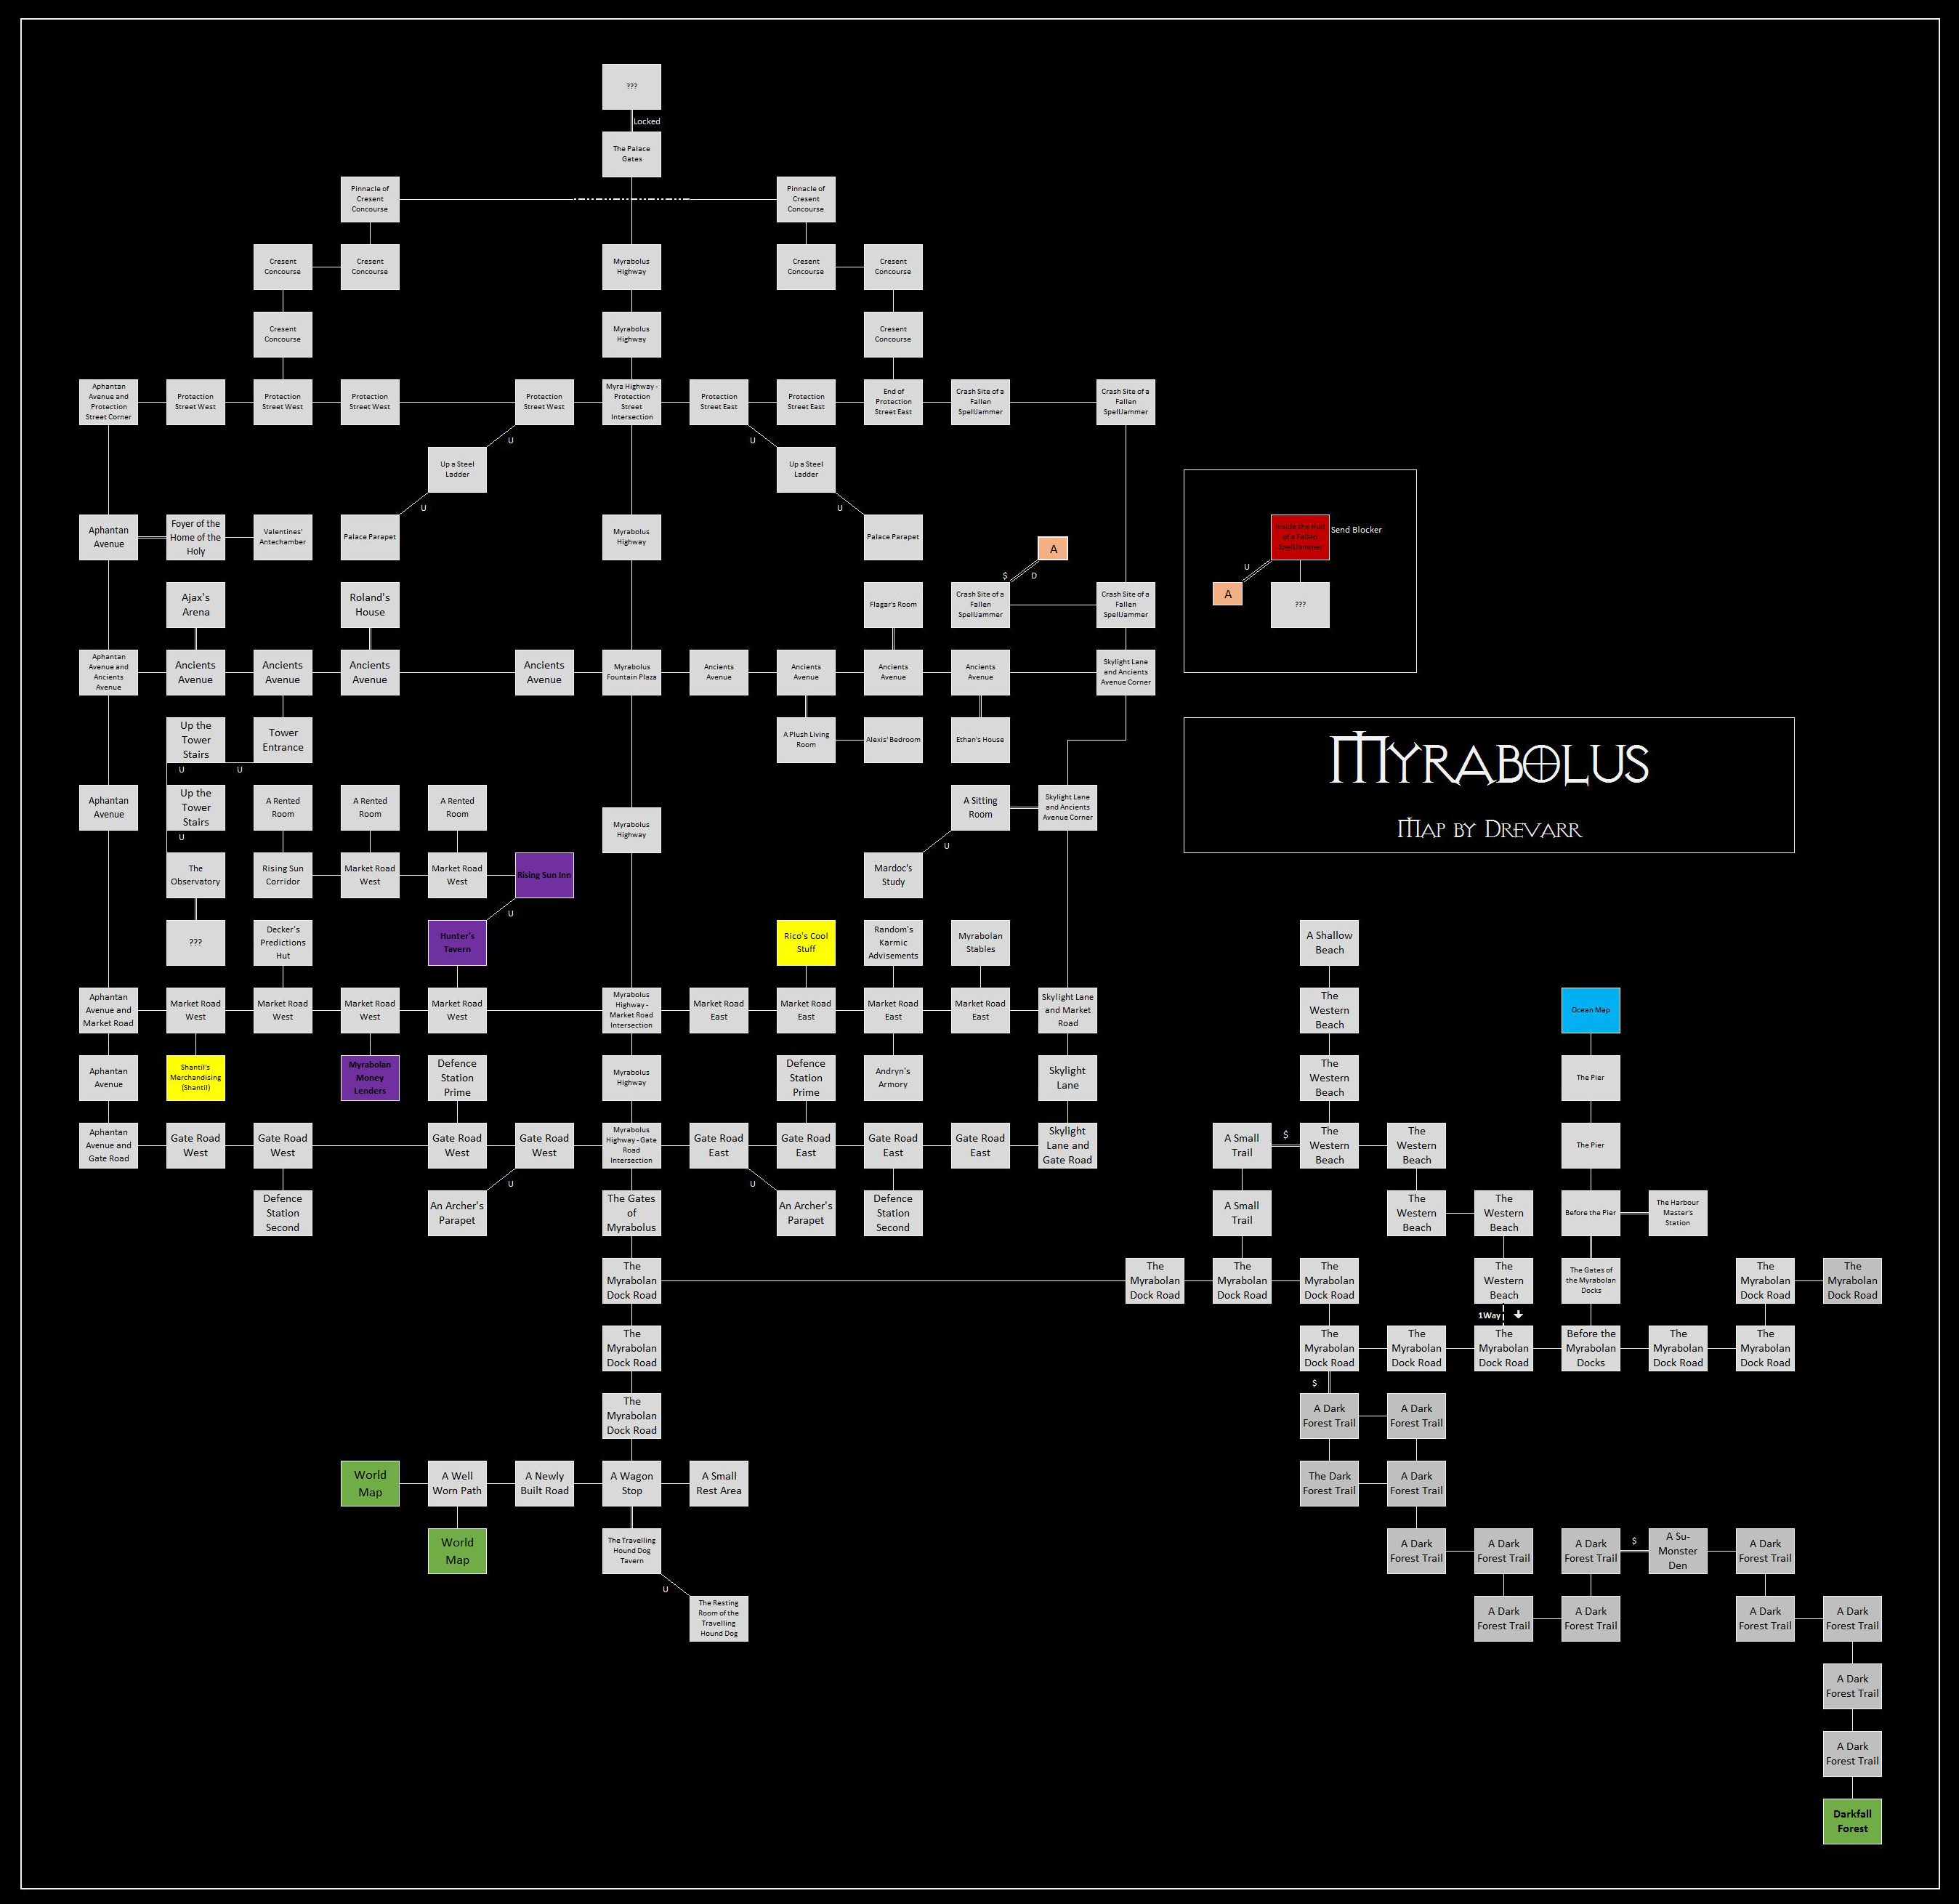 ???
Locked
The Palace
Gates
Pinnacle of
Cresent
Concourse
Pinnacle of
Cresent
Concourse
Cresent
Concourse
Cresent
Concourse
Myrabolus
Highway
Cresent
Concourse
Cresent
Concourse
Cresent
Concourse
Myrabolus
Highway
Cresent
Concourse
Aphantan
Avenue and
Protection
Street Corner
Protection
Street West
Protection
Street West
Protection
Street West
Protection
Street West
Myra Highway -
Protection
Street
Intersection
Protection
Street East
Protection
Street East
End of
Protection
Street East
Crash Site of a
Fallen
SpellJammer
Crash Site of a
Fallen
SpellJammer
U
U
Up a Steel
Ladder
Up a Steel
Ladder
U
U
Aphantan
Avenue
Foyer of the
Home of the
Holy
Valentines'
Antechamber
Palace Parapet
Myrabolus
Highway
Palace Parapet
A
$
D
Inside the Hull
of a Fallen
SpellJammer
Send Blocker
U
A
???
Ajax's
Arena
Roland's
House
Flagar's Room
Crash Site of a
Fallen
SpellJammer
Crash Site of a
Fallen
SpellJammer
Aphantan
Avenue and
Ancients
Avenue
Ancients
Avenue
Ancients
Avenue
Ancients
Avenue
Ancients
Avenue
Myrabolus
Fountain Plaza
Ancients
Avenue
Ancients
Avenue
Ancients
Avenue
Ancients
Avenue
Skylight Lane
and Ancients
Avenue Corner
Up the
Tower
Stairs
Tower
Entrance
A Plush Living
Room
Alexis' Bedroom
Ethan's House
Myrabolus
Map by Drevarr
U
U
Aphantan
Avenue
Up the
Tower
Stairs
A Rented
Room
A Rented
Room
A Rented
Room
Myrabolus
Highway
A Sitting
Room
Skylight Lane
and Ancients
Avenue Corner
U
U
The
Observatory
Rising Sun
Corridor
Market Road
West
Market Road
West
Rising Sun Inn
Mardoc's
Study
U
???
Decker's
Predictions
Hut
Hunter's
Tavern
Rico's Cool
Stuff
Random's
Karmic
Advisements
Myrabolan
Stables
A Shallow
Beach
Aphantan
Avenue and
Market Road
Market Road
West
Market Road
West
Market Road
West
Market Road
West
Myrabolus
Highway -
Market Road
Intersection
Market Road
East
Market Road
East
Market Road
East
Market Road
East
Skylight Lane
and Market
Road
The
Western
Beach
Ocean Map
Aphantan
Avenue
Shantil's
Merchandising
(Shantil)
Myrabolan
Money
Lenders
Defence
Station
Prime
Myrabolus
Highway
Defence
Station
Prime
Andryn's
Armory
Skylight
Lane
The
Western
Beach
The Pier
Aphantan
Avenue and
Gate Road
Gate Road
West
Gate Road
West
Gate Road
West
Gate Road
West
Myrabolus
Highway - Gate
Road
Intersection
Gate Road
East
Gate Road
East
Gate Road
East
Gate Road
East
Skylight
Lane and
Gate Road
A Small
Trail
$
The
Western
Beach
The
Western
Beach
The Pier
U
U
Defence
Station
Second
An Archer's
Parapet
The Gates
of
Myrabolus
An Archer's
Parapet
Defence
Station
Second
A Small
Trail
The
Western
Beach
The
Western
Beach
Before the Pier
The Harbour
Master's
Station
The
Myrabolan
Dock Road
The
Myrabolan
Dock Road
The
Myrabolan
Dock Road
The
Myrabolan
Dock Road
The
Western
Beach
The Gates of
the Myrabolan
Docks
The
Myrabolan
Dock Road
The
Myrabolan
Dock Road
1Way
The
Myrabolan
Dock Road
The
Myrabolan
Dock Road
The
Myrabolan
Dock Road
The
Myrabolan
Dock Road
Before the
Myrabolan
Docks
The
Myrabolan
Dock Road
The
Myrabolan
Dock Road
$
The
Myrabolan
Dock Road
A Dark
Forest Trail
A Dark
Forest Trail
World
Map
A Well
Worn Path
A Newly
Built Road
A Wagon
Stop
A Small
Rest Area
The Dark
Forest Trail
A Dark
Forest Trail
World
Map
The Travelling
Hound Dog
Tavern
A Dark
Forest Trail
A Dark
Forest Trail
A Dark
Forest Trail
$
A Su-
Monster
Den
A Dark
Forest Trail
U
The Resting
Room of the
Travelling
Hound Dog
A Dark
Forest Trail
A Dark
Forest Trail
A Dark
Forest Trail
A Dark
Forest Trail
A Dark
Forest Trail
A Dark
Forest Trail
Darkfall
Forest